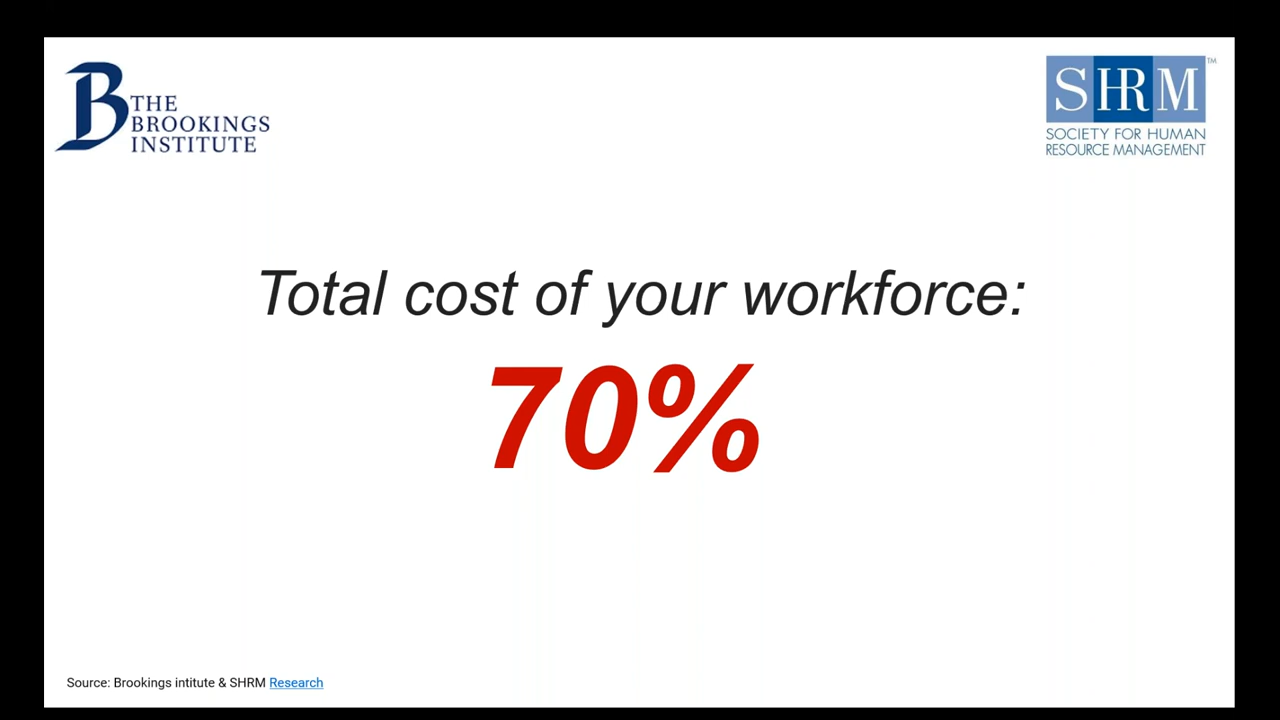 THE
BROOKINGS
INSTITUTE
SHRM™
SOCIETY FOR HUMAN
RESOURCE MANAGEMENT
Total cost of your workforce:
70%
Source: Brookings intitute & SHRM Research